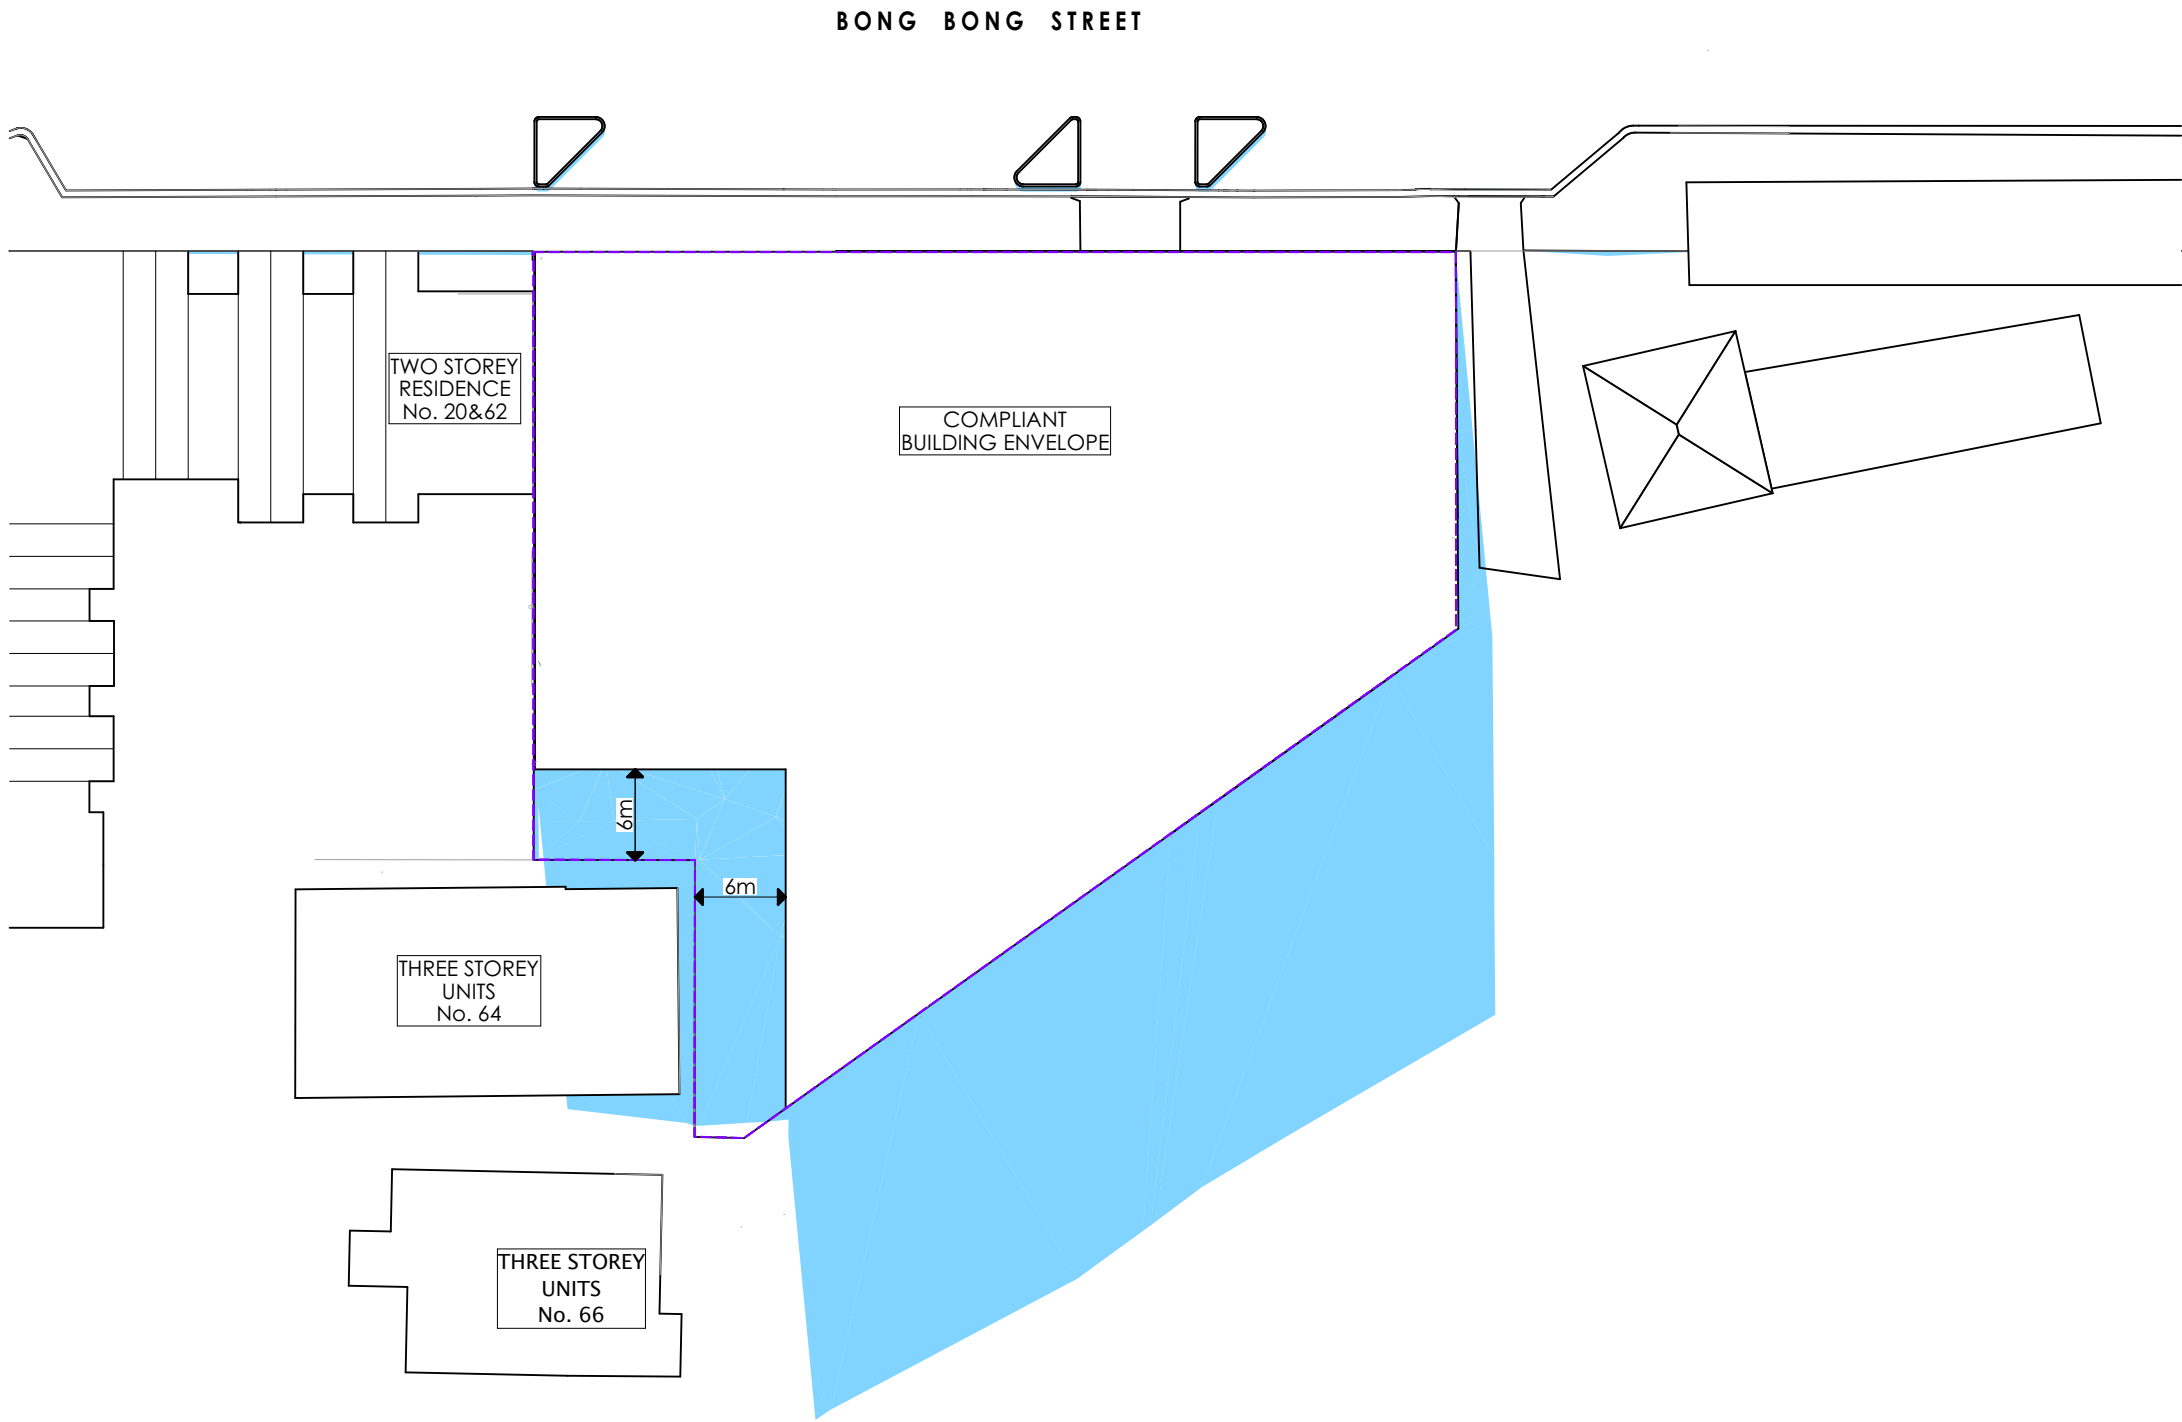 BONG BONG STREET
TWO STOREY
RESIDENCE
No. 20&62
COMPLIANT
BUILDING ENVELOPE
6m
6m
THREE STOREY
UNITS
No. 64
THREE STOREY
UNITS
No. 66